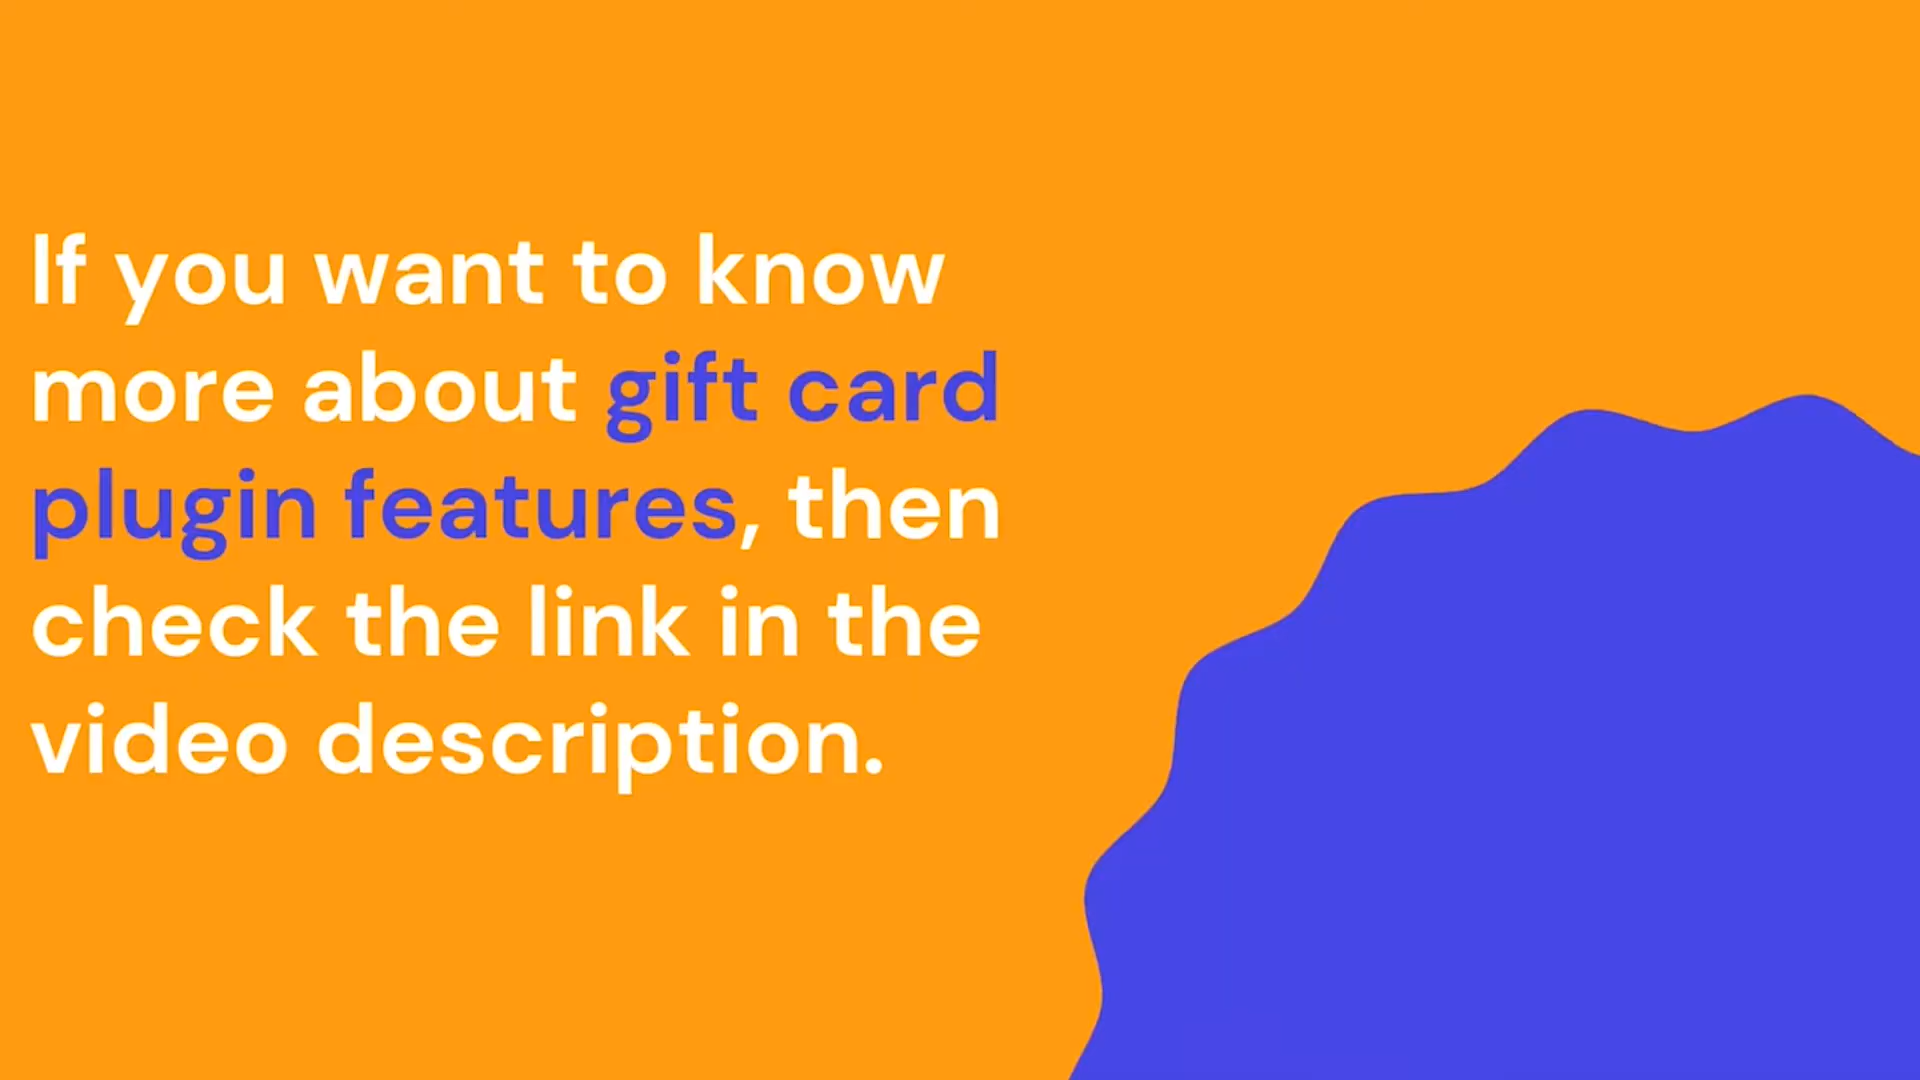 If you want to know
more about gift card
plugin features, then
check the link in the
video description.